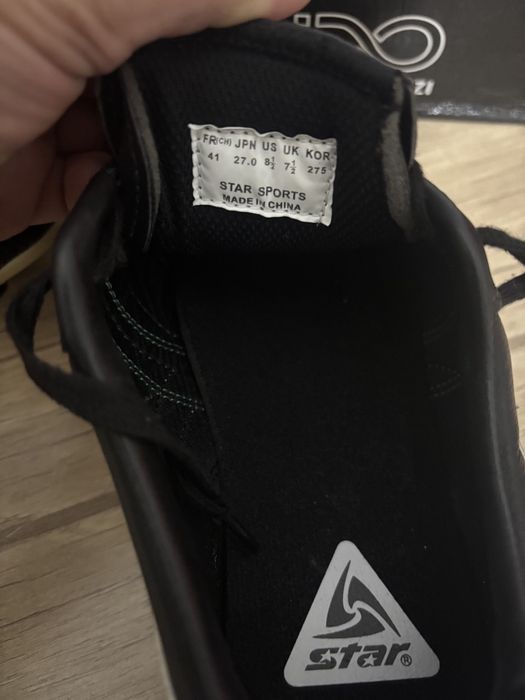 ZI
FR(CH) JPN US UK KOR
41 27.0 8½ 7½ 275
STAR SPORTS
MADE IN CHINA
star®